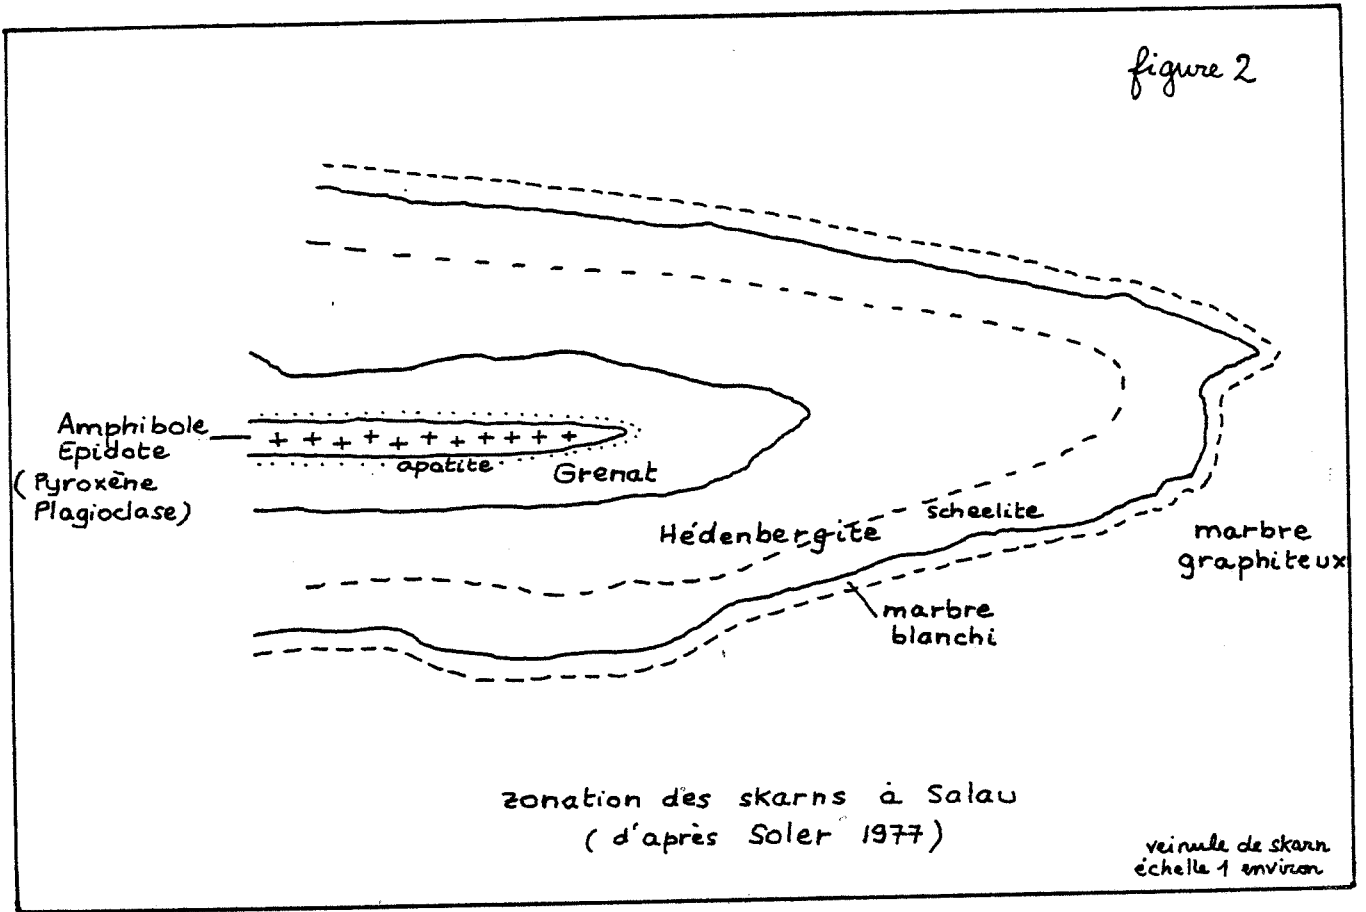 figure 2
Amphibole
Epidote
(Pyroxène
Plagioclase)
apatite
Grenat
Hédenbergite
scheelite
marbre
graphiteux
marbre
blanchi
zonation des skarns à Salau
(d'après Soler 1977)
veinule de skarn
échelle 1 environ